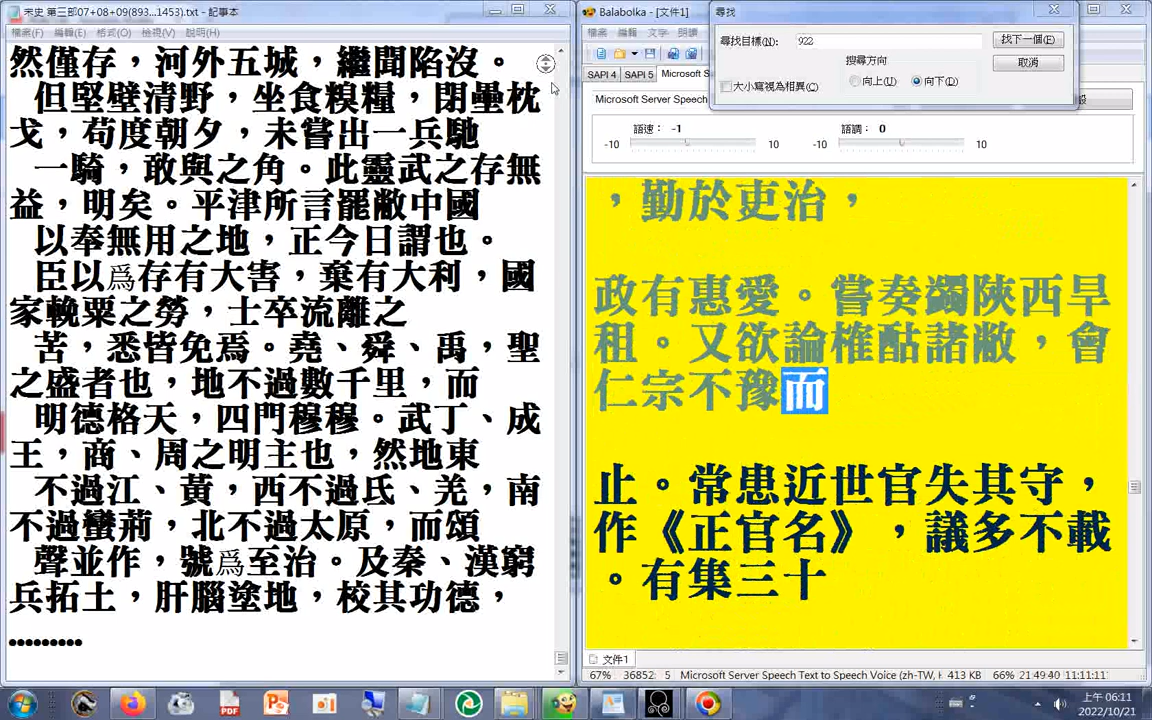 宋史 第三部07+08+09(893...1453).txt - 記事本
檔案(F) 編輯(E) 格式(O) 檢視(V) 說明(H)
然僅存，河外五城，繼聞陷沒。
但堅壁清野，坐食糗糧，閉壘枕
戈，苟度朝夕，未嘗出一兵馳
一騎，敢與之角。此靈武之存無
益，明矣。平津所言罷敝中國
以奉無用之地，正今日謂也。
臣以爲存有大害，棄有大利，國
家輓粟之勞，士卒流離之
苦，悉皆免焉。堯、舜、禹，聖
之盛者也，地不過數千里，而
明德格天，四門穆穆。武丁、成
王，商、周之明主也，然地東
不過江、黃，西不過氐、羌，南
不過蠻荊，北不過太原，而頌
聲並作，號爲至治。及秦、漢窮
兵拓土，肝腦塗地，校其功德，
•••••••••
Balabolka - [文件1]
檔案 編輯 文字 朗讀
SAPI 4 SAPI 5 Microsoft S
Microsoft Server Speech
設
尋找
尋找目標(N): 922
找下一個(F)
取消
搜尋方向
大小寫視為相異(C)
向上(U) 向下(D)
語速： -1
語調： 0
-10 10 -10 10
，勤於吏治，
政有惠愛。嘗奏蠲陝西旱
租。又欲論榷酤諸敝，會
仁宗不豫而
止。常患近世官失其守，
作《正官名》，議多不載
。有集三十
文件1
67% 36852: 5 Microsoft Server Speech Text to Speech Voice (zh-TW, H 413 KB 66% 21:49:40 11:11:11
上午 06:11
2022/10/21